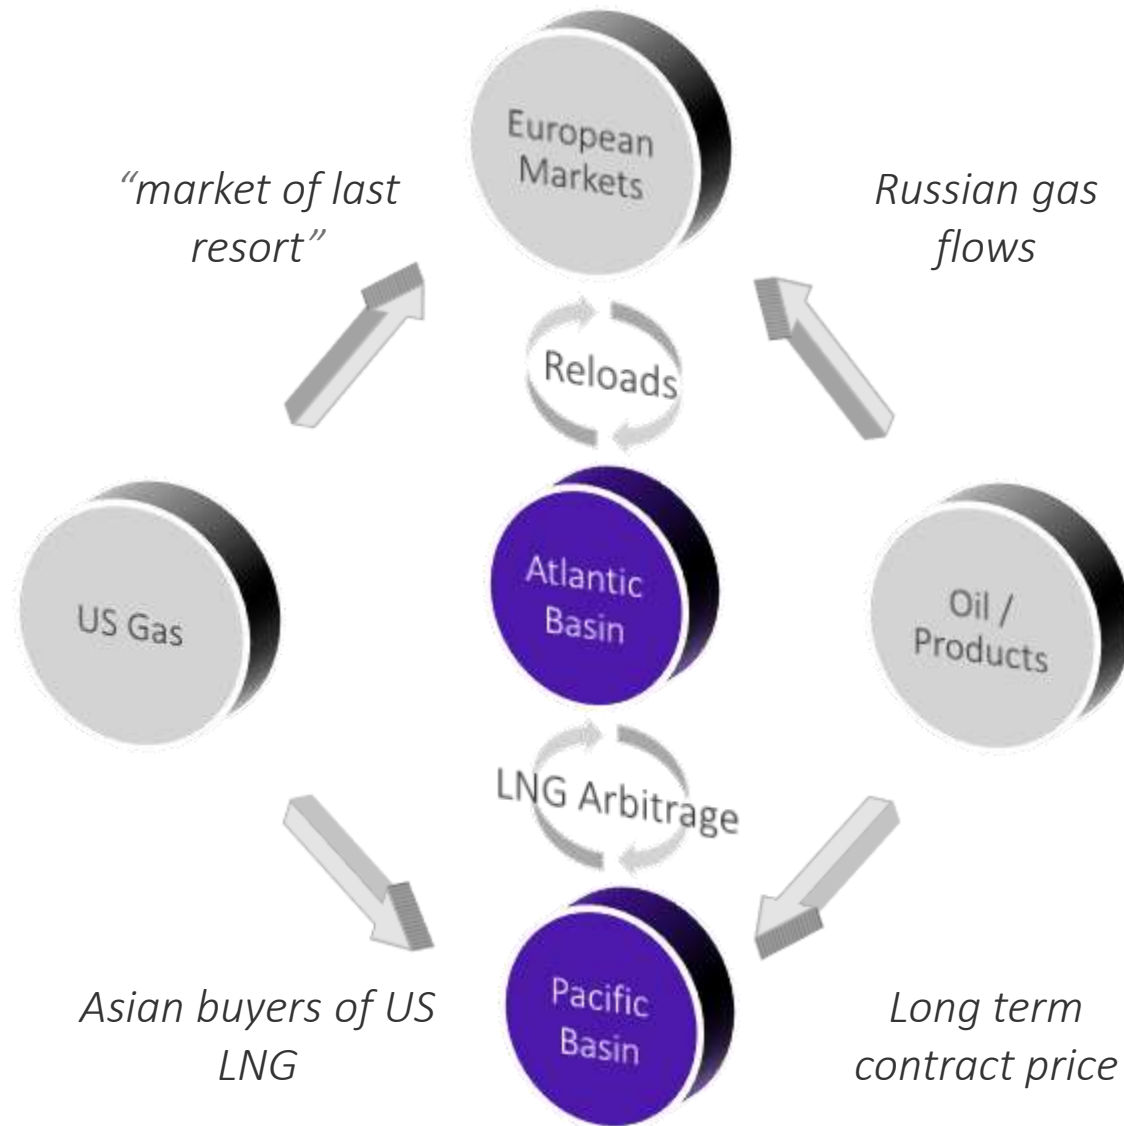 European
Markets
“market of last
resort”
Russian gas
flows
Reloads
US Gas
Atlantic
Basin
Oil /
Products
LNG Arbitrage
Pacific
Basin
Asian buyers of US
LNG
Long term
contract price